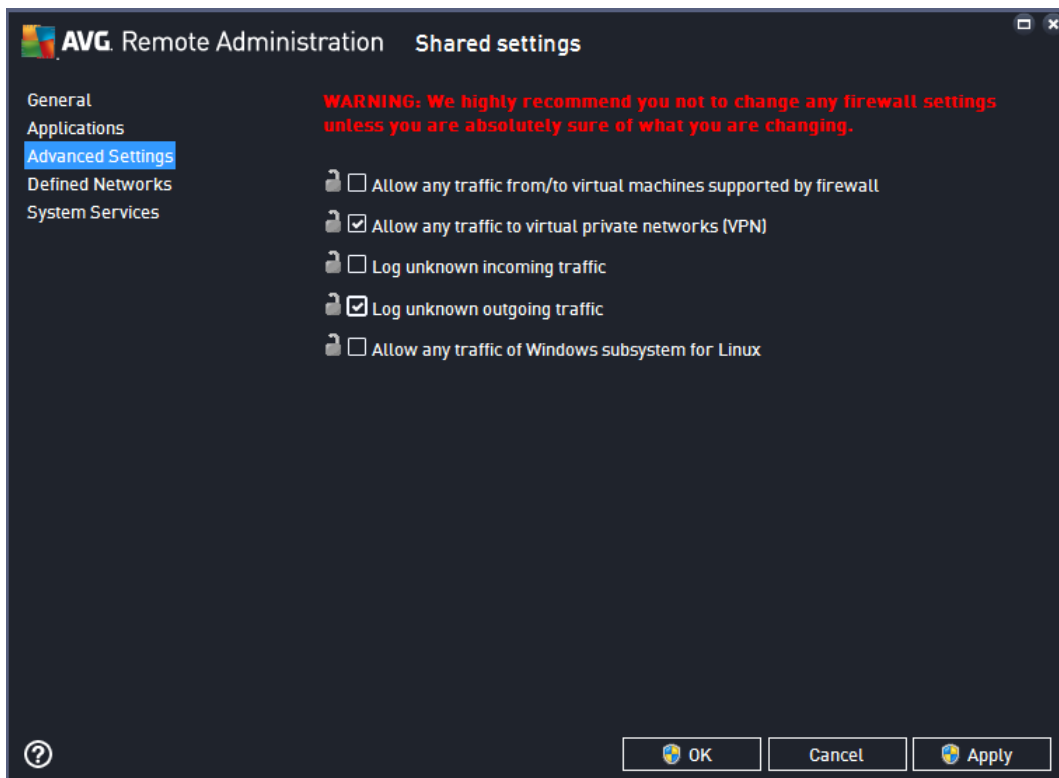 AVG. Remote Administration Shared settings
General
Applications
Advanced Settings
Defined Networks
System Services
WARNING: We highly recommend you not to change any firewall settings
unless you are absolutely sure of what you are changing.
Allow any traffic from/to virtual machines supported by firewall
Allow any traffic to virtual private networks (VPN)
Log unknown incoming traffic
Log unknown outgoing traffic
Allow any traffic of Windows subsystem for Linux
? OK Cancel Apply